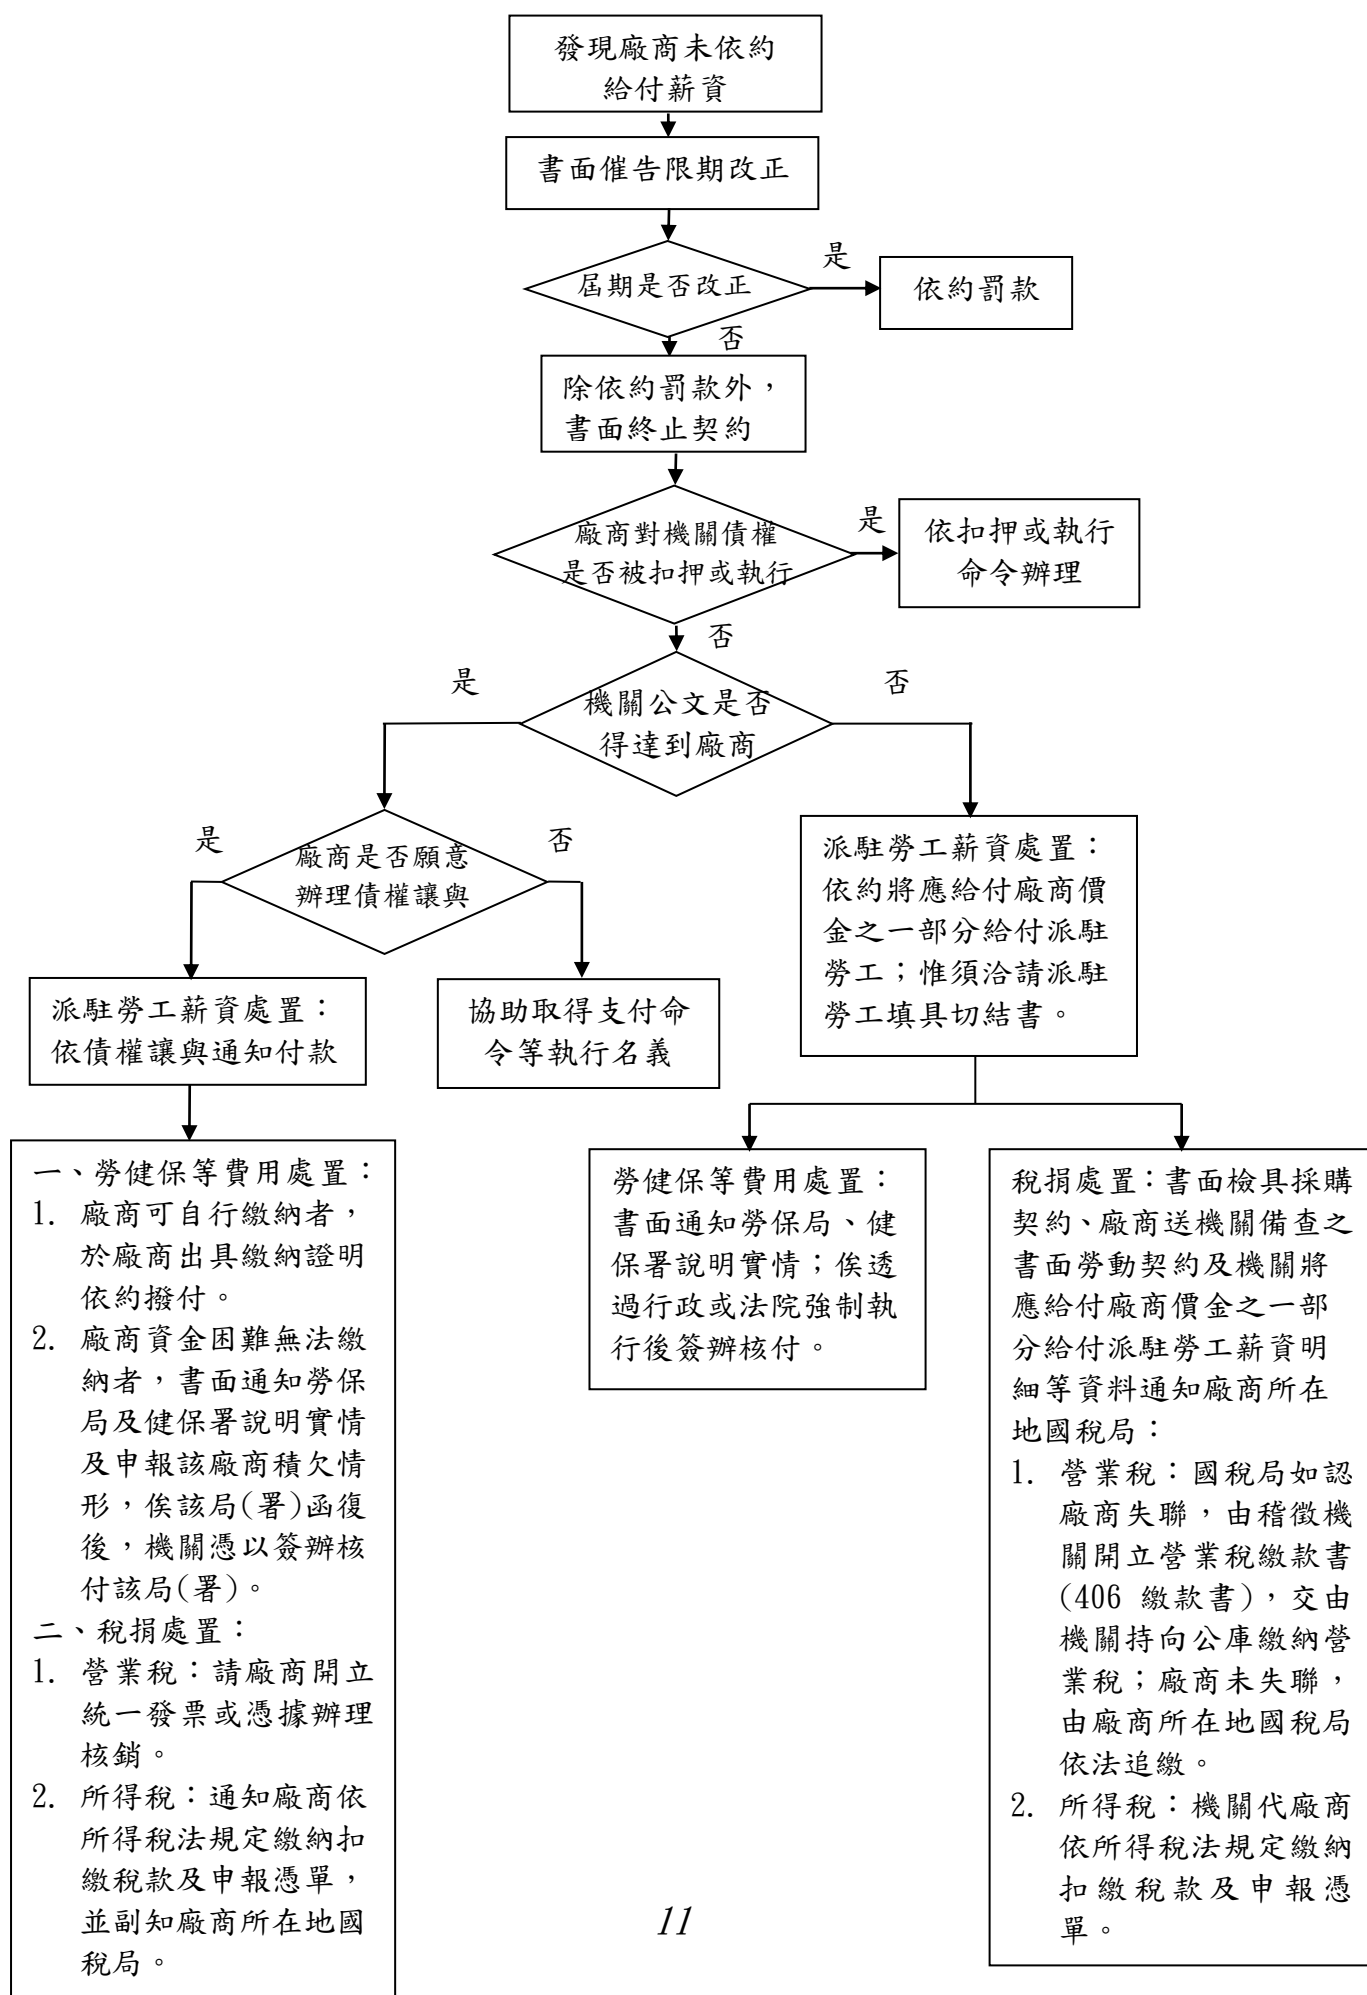 發現廠商未依約
給付薪資
書面催告限期改正
屆期是否改正
是
依約罰款
否
除依約罰款外，
書面終止契約
廠商對機關債權
是否被扣押或執行
是
依扣押或執行
命令辦理
否
機關公文是否
得達到廠商
是
否
廠商是否願意
辦理債權讓與
是
否
派駐勞工薪資處置：
依約將應給付廠商價
金之一部分給付派駐
勞工；惟須洽請派駐
勞工填具切結書。
派駐勞工薪資處置：
依債權讓與通知付款
協助取得支付命
令等執行名義
一、勞健保等費用處置：
1. 廠商可自行繳納者，
於廠商出具繳納證明
依約撥付。
2. 廠商資金困難無法繳
納者，書面通知勞保
局及健保署說明實情
及申報該廠商積欠情
形，俟該局(署)函復
後，機關憑以簽辦核
付該局(署)。
二、稅捐處置：
1. 營業稅：請廠商開立
統一發票或憑據辦理
核銷。
2. 所得稅：通知廠商依
所得稅法規定繳納扣
繳稅款及申報憑單，
並副知廠商所在地國
稅局。
勞健保等費用處置：
書面通知勞保局、健
保署說明實情；俟透
過行政或法院強制執
行後簽辦核付。
稅捐處置：書面檢具採購
契約、廠商送機關備查之
書面勞動契約及機關將
應給付廠商價金之一部
分給付派駐勞工薪資明
細等資料通知廠商所在
地國稅局：
1. 營業稅：國稅局如認
廠商失聯，由稽徵機
關開立營業稅繳款書
(406 繳款書)，交由
機關持向公庫繳納營
業稅；廠商未失聯，
由廠商所在地國稅局
依法追繳。
2. 所得稅：機關代廠商
依所得稅法規定繳納
扣繳稅款及申報憑
單。
11